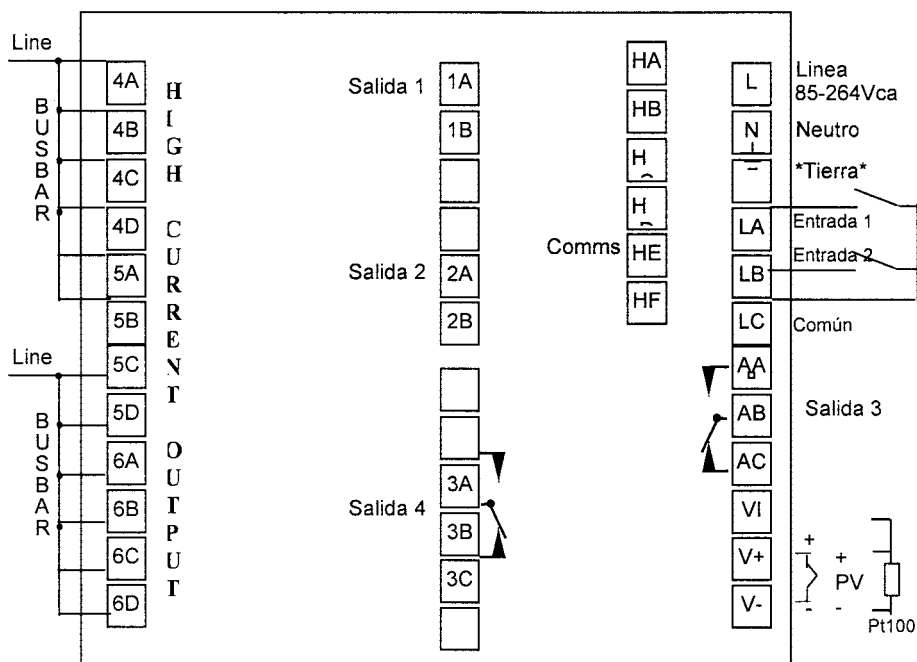 Line
BUSBAR
4A
4B
4C
4D
5A
5B
5C
5D
6A
6B
6C
6D
Line
BUSBAR
HIGH CURRENT OUTPUT
Salida 1
1A
1B
Salida 2
2A
2B
Salida 4
3A
3B
3C
Comms
HA
HB
H
H
HE
HF
L
N
LA
LB
LC
AA
AB
AC
VI
V+
V-
Linea
85-264Vca
Neutro
*Tierra*
Entrada 1
Entrada 2
Común
Salida 3
+
-
+
PV
-
Pt100